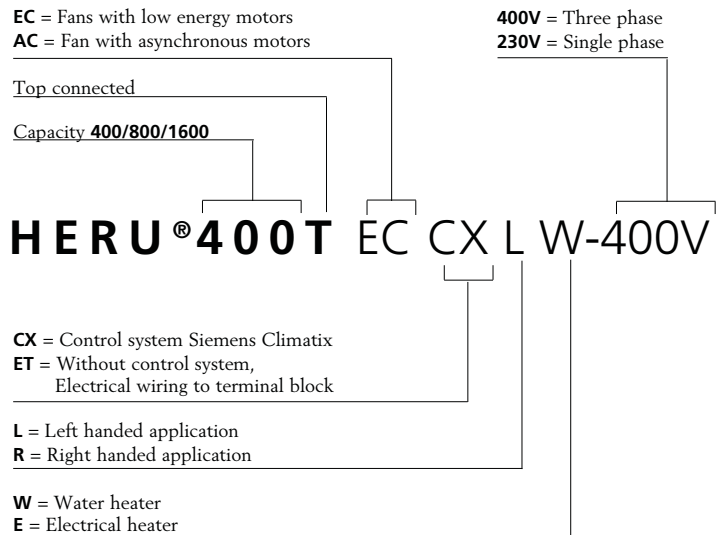 EC = Fans with low energy motors
AC = Fan with asynchronous motors
400V = Three phase
230V = Single phase
Top connected
Capacity 400/800/1600
HERU®400T EC CX L W-400V
CX = Control system Siemens Climatix
ET = Without control system,
Electrical wiring to terminal block
L = Left handed application
R = Right handed application
W = Water heater
E = Electrical heater